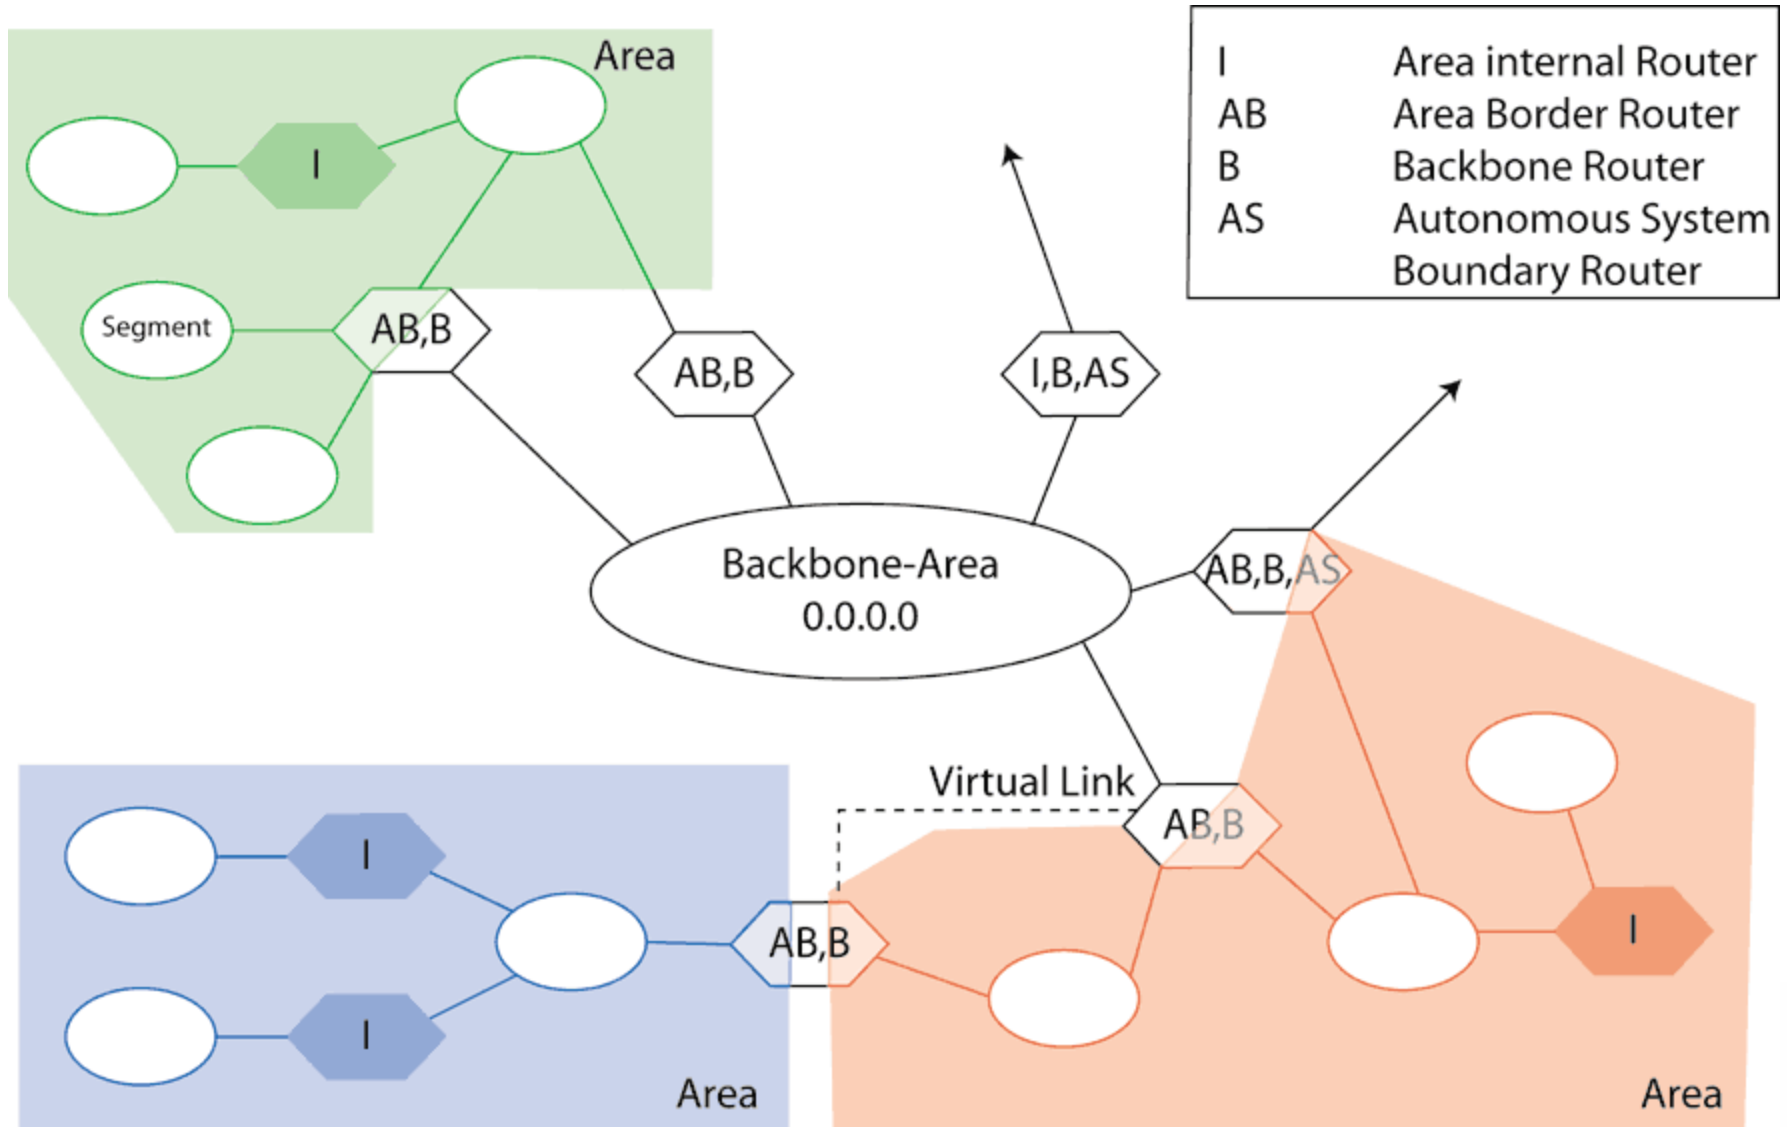 Area
I Area internal Router
AB Area Border Router
B Backbone Router
AS Autonomous System
Boundary Router
I
Segment
AB,B
AB,B
I,B,AS
Backbone-Area
0.0.0.0
AB,B,AS
Virtual Link
AB,B
I
AB,B
I
I
Area
Area